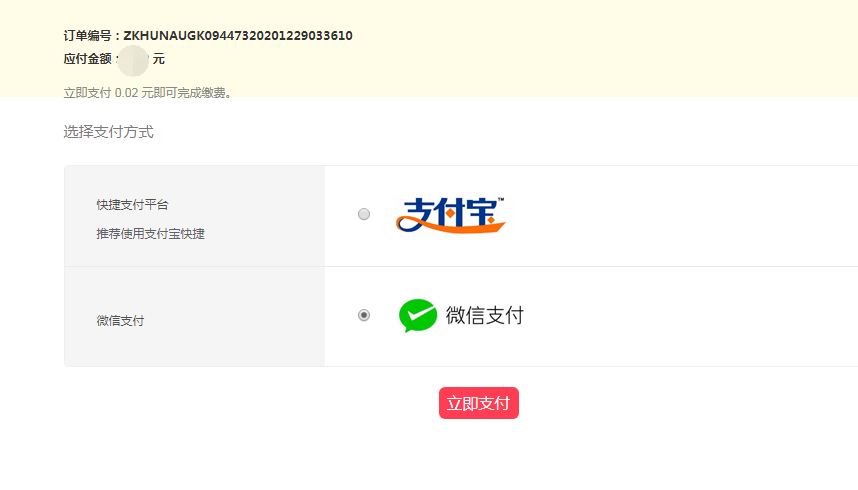 订单编号：ZKHUNAUGK09447320201229033610
应付金额： 元
立即支付 0.02 元即可完成缴费。
选择支付方式
快捷支付平台
支付宝™
推荐使用支付宝快捷
微信支付
微信支付
立即支付